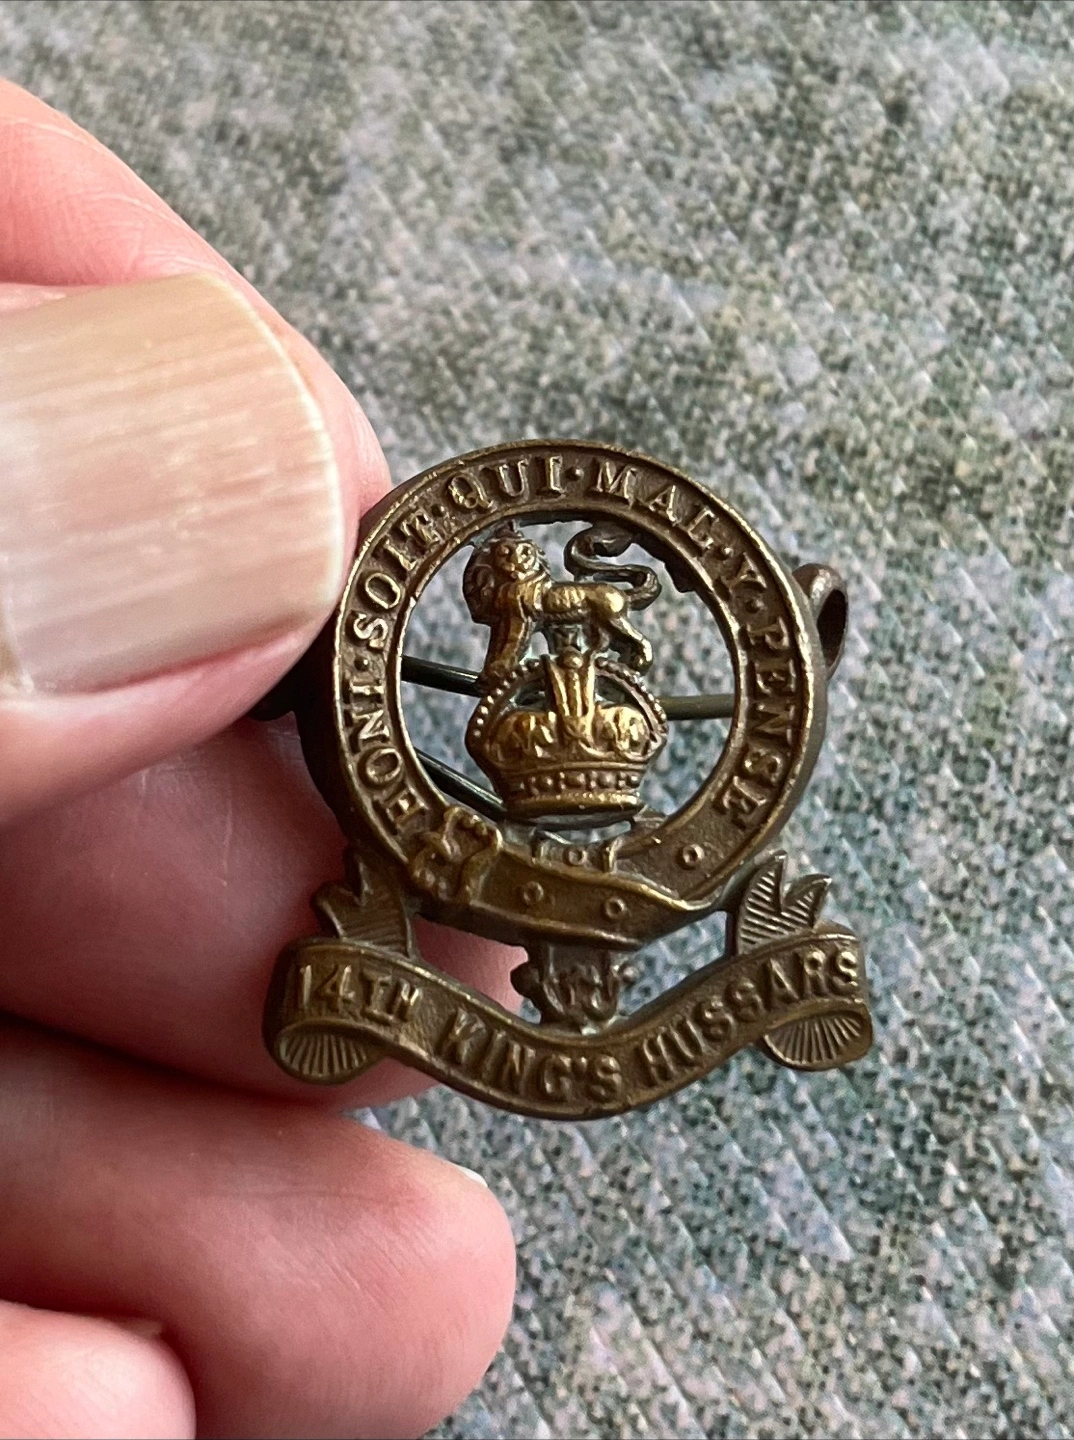 HONI·SOIT·QUI·MAL·Y·PENSE
14TH KING'S HUSSARS